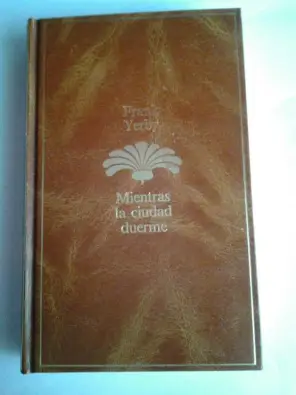 Frank
Yerby
Mientras
la ciudad
duerme